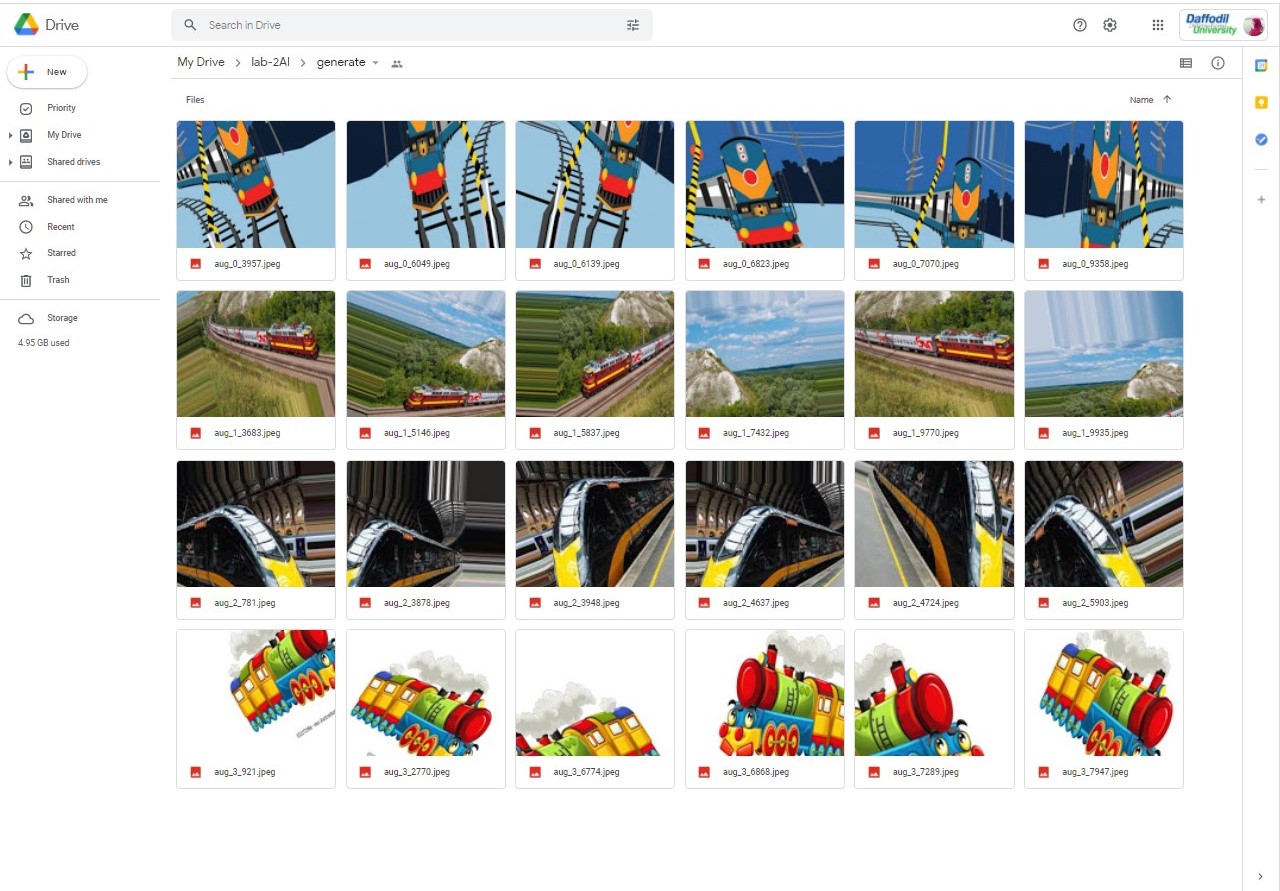 Drive
Search in Drive
Daffodil
University
New
My Drive
lab-2AI
generate
Priority
My Drive
Shared drives
Shared with me
Recent
Starred
Trash
Storage
4.95 GB used
Files
Name
aug_0_3957.jpeg
aug_0_6049.jpeg
aug_0_6139.jpeg
aug_0_6823.jpeg
aug_0_7070.jpeg
aug_0_9358.jpeg
aug_1_3683.jpeg
aug_1_5146.jpeg
aug_1_5837.jpeg
aug_1_7432.jpeg
aug_1_9770.jpeg
aug_1_9935.jpeg
aug_2_781.jpeg
aug_2_3878.jpeg
aug_2_3948.jpeg
aug_2_4637.jpeg
aug_2_4724.jpeg
aug_2_5903.jpeg
aug_3_921.jpeg
aug_3_2770.jpeg
aug_3_6774.jpeg
aug_3_6868.jpeg
aug_3_7289.jpeg
aug_3_7947.jpeg